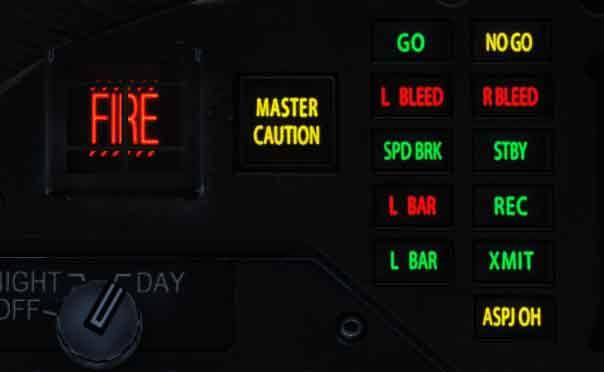 FIRE
MASTER
CAUTION
GO
NO GO
L BLEED
R BLEED
SPD BRK
STBY
L BAR
REC
L BAR
XMIT
ASPJ OH
NIGHT
DAY
OFF